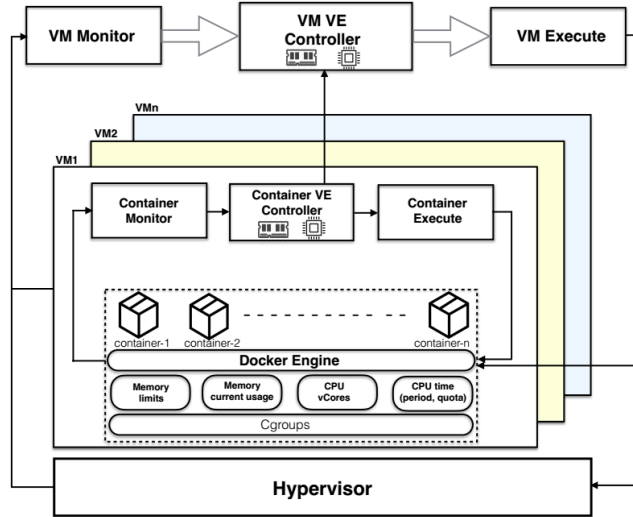 VM Monitor
VM VE
Controller
VM Execute
VMn
VM2
VM1
Container
Monitor
Container VE
Controller
Container
Execute
container-1
container-2
container-n
Docker Engine
Memory
limits
Memory
current usage
CPU
vCores
CPU time
(period, quota)
Cgroups
Hypervisor